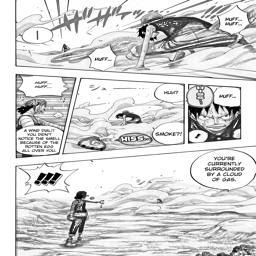 HUFF...
HUFF...
!
HUFF...
HUFF...
A WIND DIAL!!
YOU DIDN'T
NOTICE THE SMELL
BECAUSE OF THE
ROTTEN EGG
ALL OVER YOU.
HUH?
SMOKE?!
HISS
HUFF...
YOU'RE
CURRENTLY
SURROUNDED
BY A CLOUD
OF GAS.
!!!